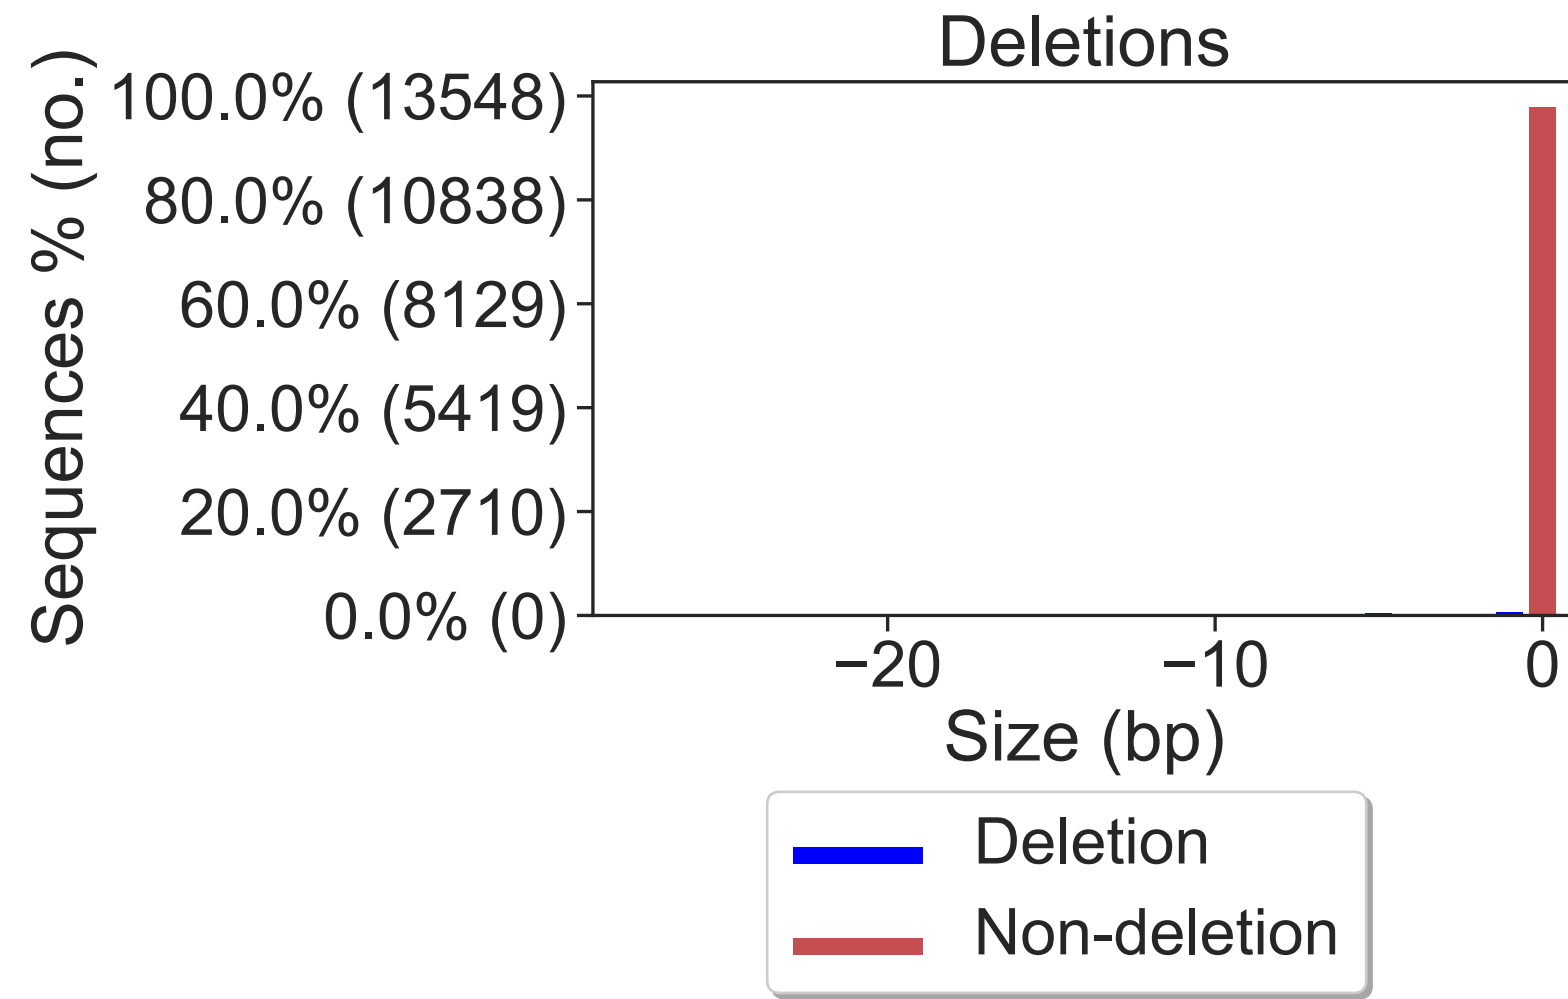 Deletions
Sequences % (no.)
100.0% (13548)
80.0% (10838)
60.0% (8129)
40.0% (5419)
20.0% (2710)
0.0% (0)
−20 −10 0
Size (bp)
Deletion
Non-deletion